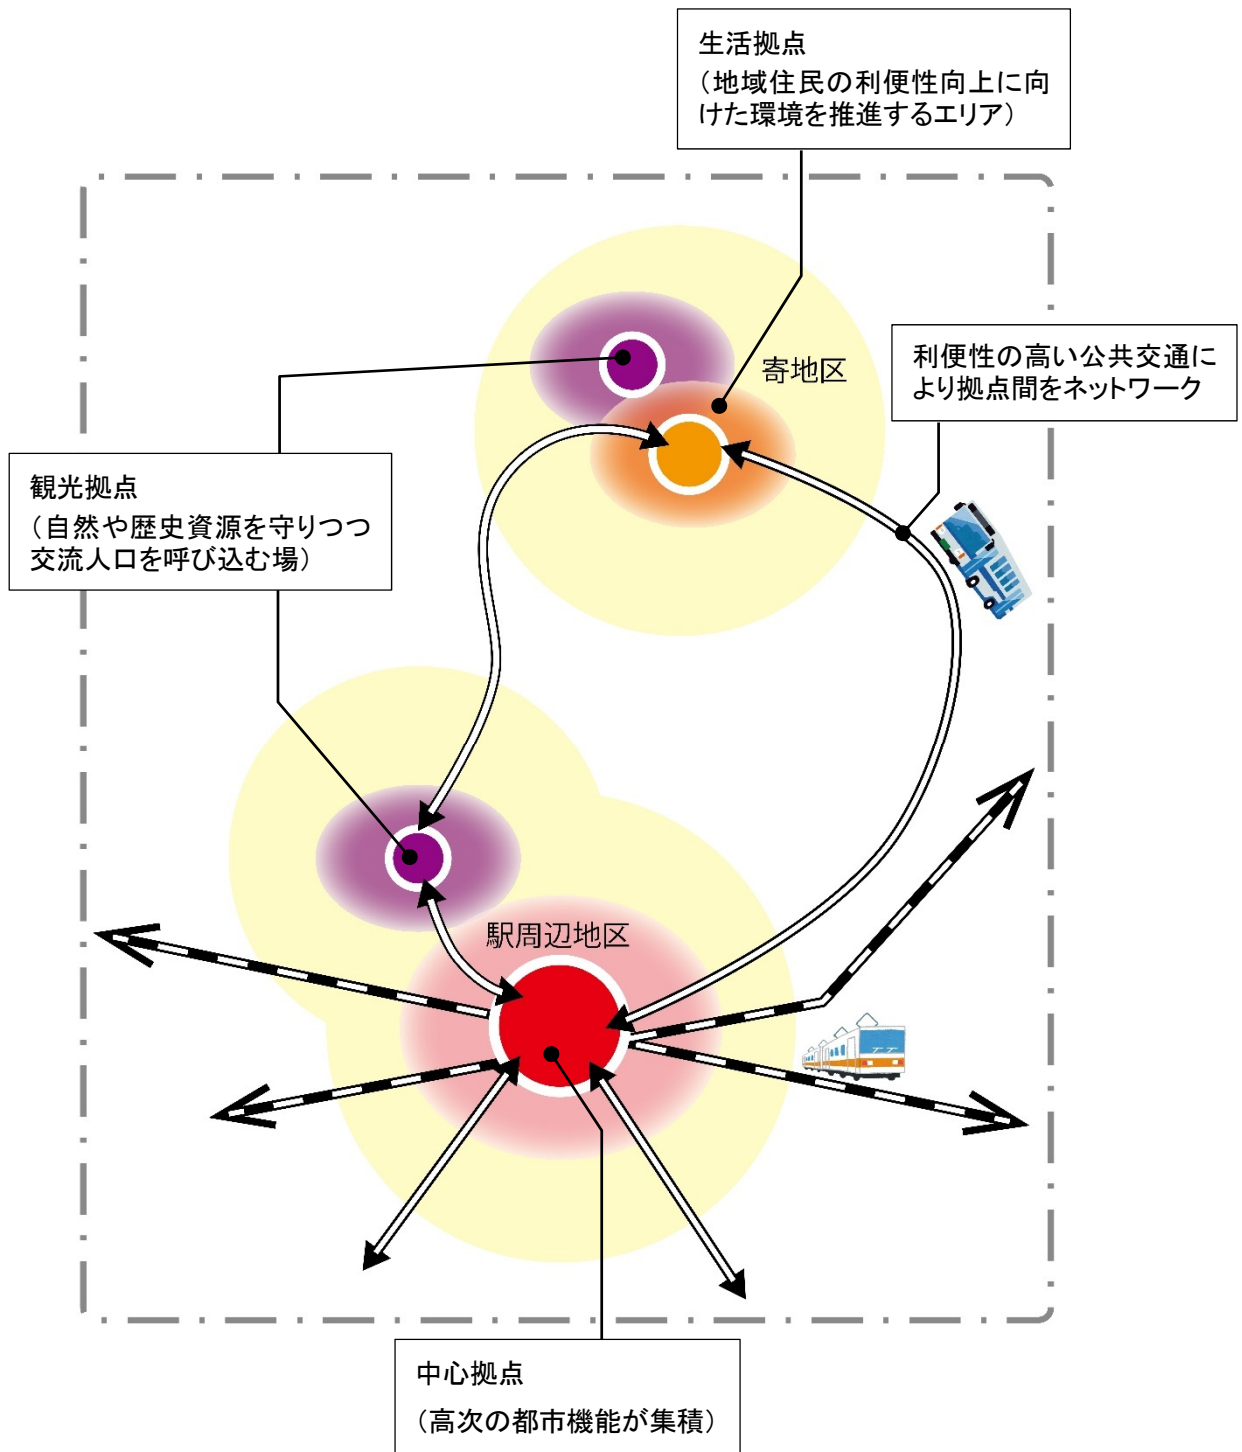 生活拠点
（地域住民の利便性向上に向
けた環境を推進するエリア）
寄地区
利便性の高い公共交通に
より拠点間をネットワーク
観光拠点
（自然や歴史資源を守りつつ
交流人口を呼び込む場）
駅周辺地区
中心拠点
（高次の都市機能が集積）